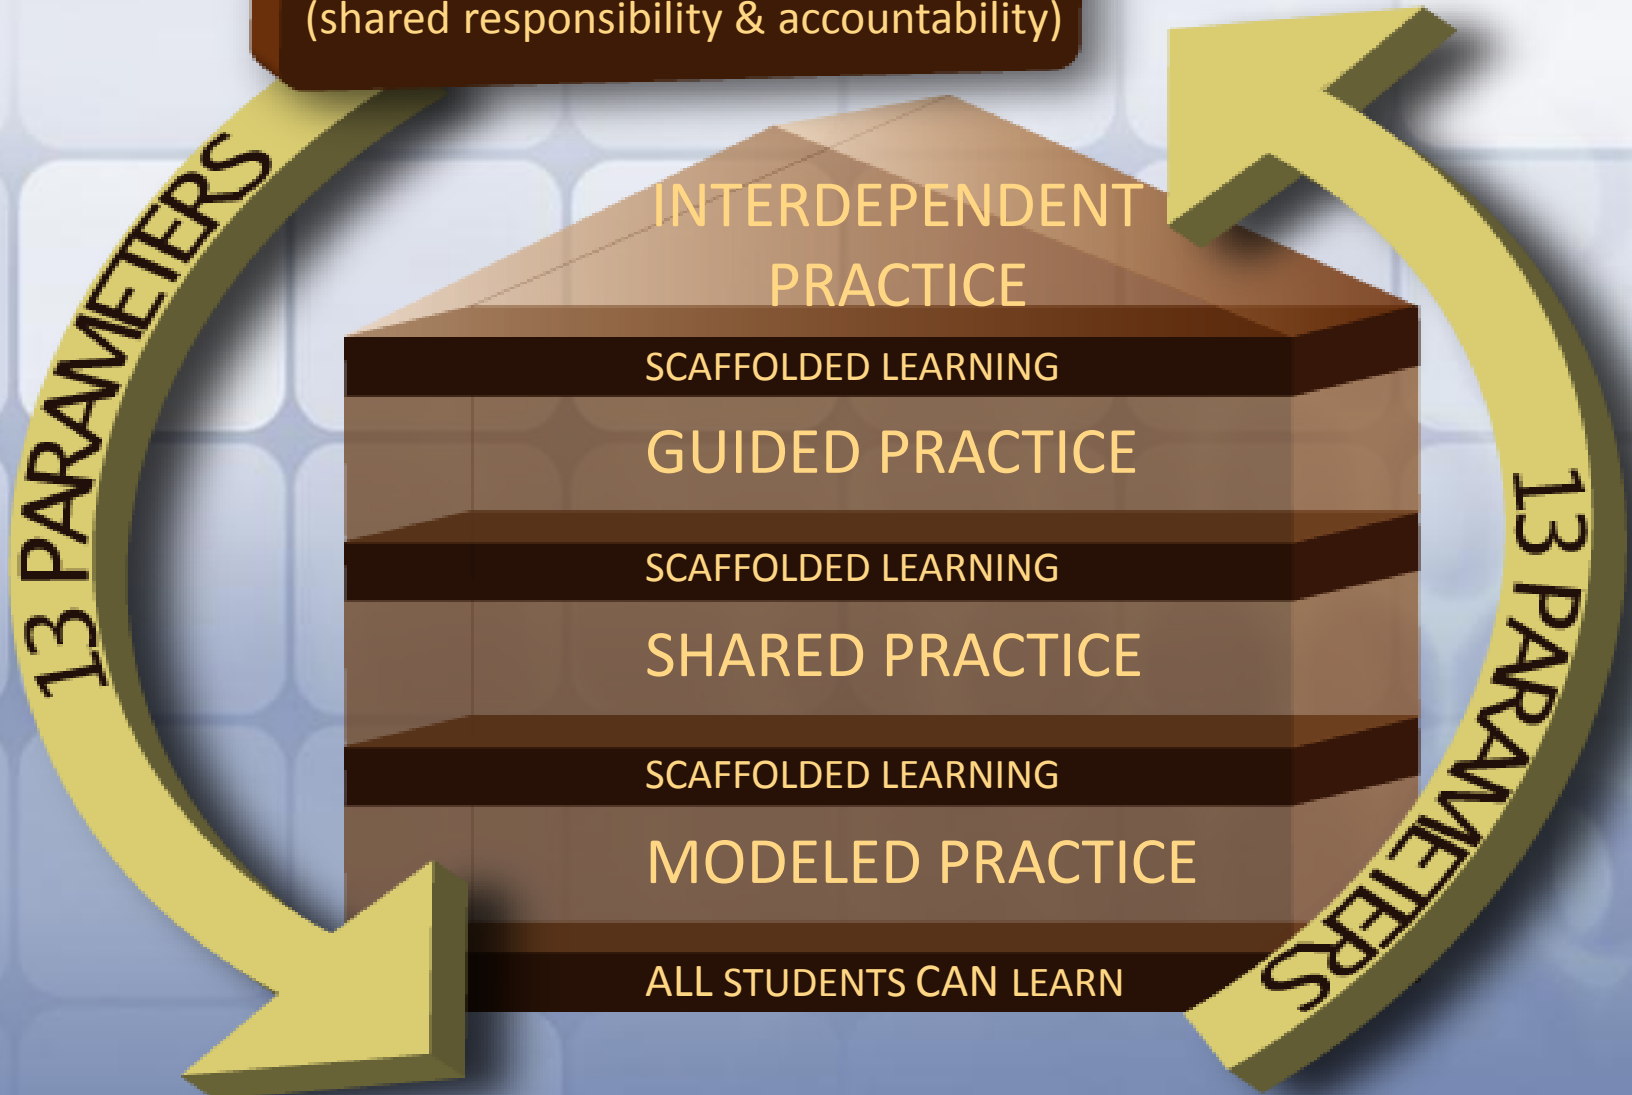 (shared responsibility & accountability)
13 PARAMETERS
INTERDEPENDENT
PRACTICE
SCAFFOLDED LEARNING
GUIDED PRACTICE
SCAFFOLDED LEARNING
SHARED PRACTICE
SCAFFOLDED LEARNING
MODELED PRACTICE
ALL STUDENTS CAN LEARN
13 PARAMETERS